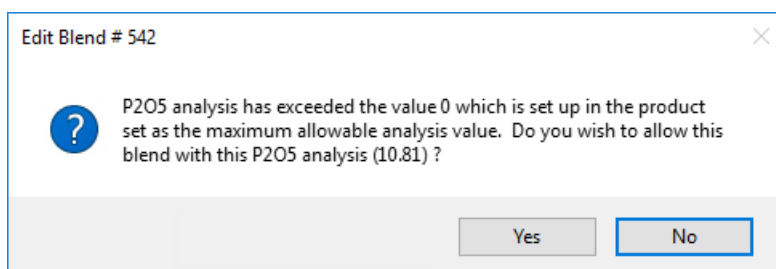 Edit Blend # 542
P2O5 analysis has exceeded the value 0 which is set up in the product
set as the maximum allowable analysis value.  Do you wish to allow this
blend with this P2O5 analysis (10.81) ?
Yes
No